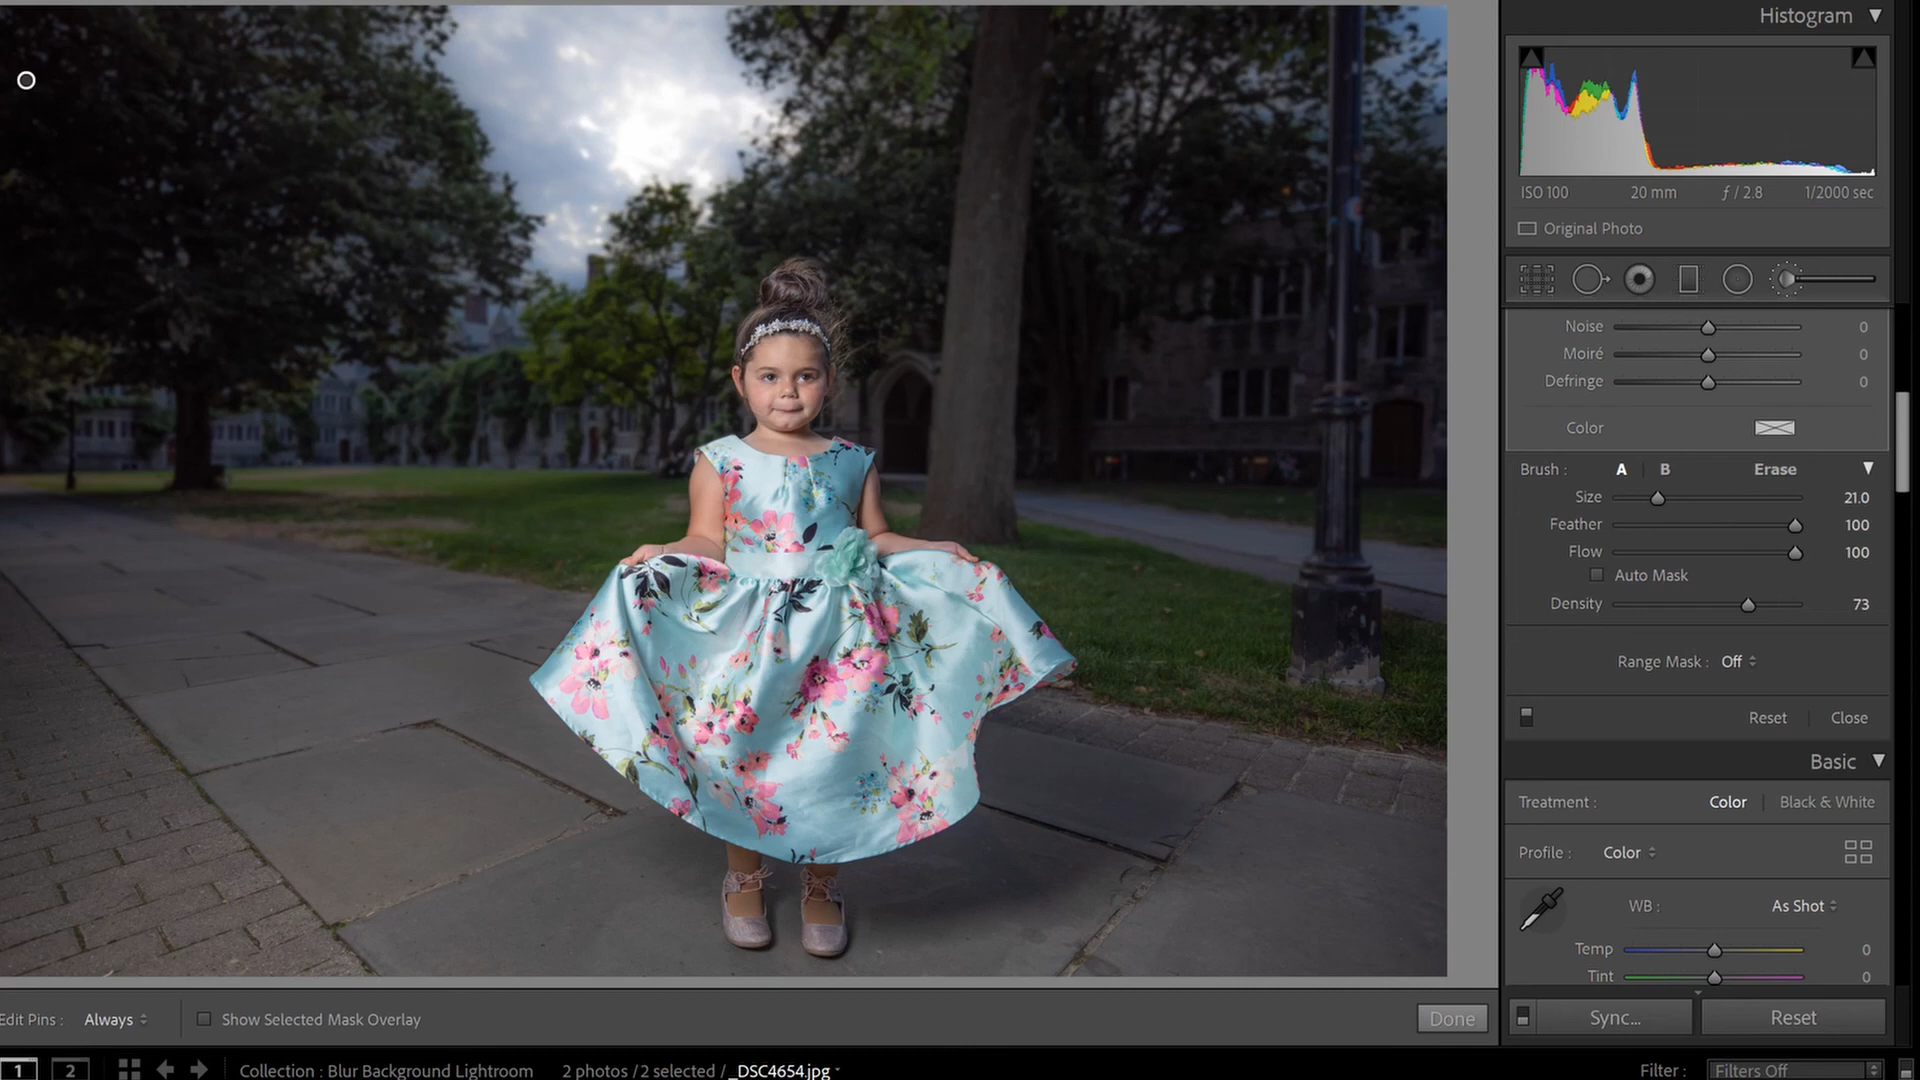 Histogram
ISO 100 20 mm ƒ / 2.8 1/2000 sec
Original Photo
Noise 0
Moiré 0
Defringe 0
Color
Brush : A B Erase
Size 21.0
Feather 100
Flow 100
Auto Mask
Density 73
Range Mask : Off
Reset Close
Basic
Treatment : Color Black & White
Profile : Color
WB : As Shot
Temp 0
Tint 0
Edit Pins : Always Show Selected Mask Overlay Done
Sync... Reset
1 2 Collection : Blur Background Lightroom 2 photos / 2 selected / _DSC4654.jpg Filter : Filters Off